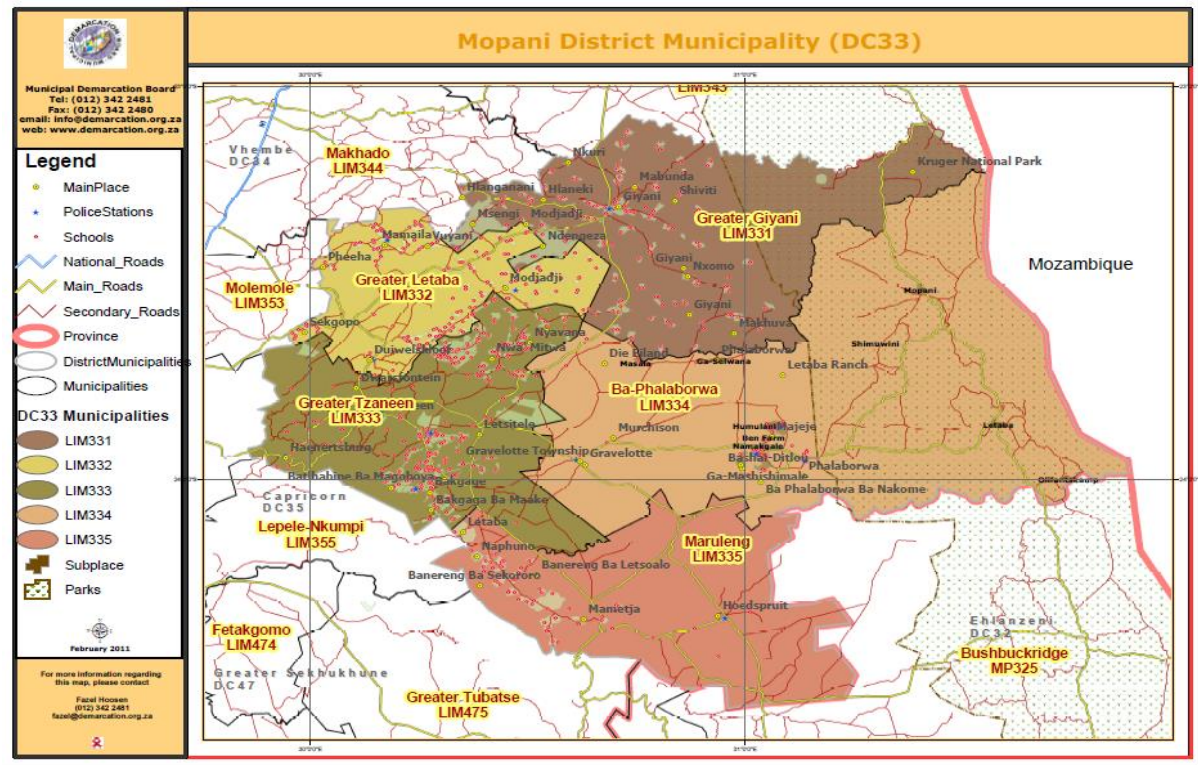 Mopani District Municipality (DC33)
Municipal Demarcation Board
Tel: (012) 342 2481
Fax: (012) 342 2480
email: info@demarcation.org.za
web: www.demarcation.org.za
Legend
MainPlace
PoliceStations
Schools
National_Roads
Main_Roads
Secondary_Roads
Province
DistrictMunicipalities
Municipalities
DC33 Municipalities
LIM331
LIM332
LIM333
LIM334
LIM335
Subplace
Parks
February 2011
For more information regarding
this map, please contact
Fazel Hoosen
(012) 342 2481
fazel@demarcation.org.za
LIM343
Vhembe
DC34
Makhado
LIM344
Nkuri
Kruger National Park
Hlanganani
Hlaneki
Mabunda
Giyani
Shiviti
Msengi
Modjadji
Greater Giyani
LIM331
Mamaila
Vuyani
Ndengeza
Pheeha
Giyani
Nxomo
Mozambique
Molemole
LIM353
Greater Letaba
LIM332
Modjadji
Mopani
Giyani
Sekgopo
Nyavana
Makhuva
Duiwelskloof
Nwa Mitwa
Die Eiland
Masala
Phalaborwa
Ga-Selwana
Shimuwini
Letaba Ranch
Greater Tzaneen
LIM333
Ba-Phalaborwa
LIM334
Letsitele
Murchison
Humulani
Majeje
Letaba
Ben Farm
Namakgale
Haenertsburg
Gravelotte Township
Gravelotte
Phalaborwa
Ga-Moshishimale
Bakgaga Ba Maake
Ba Phalaborwa Ba Nakome
Capricorn
DC35
Lepele-Nkumpi
LIM355
Letaba
Naphuno
Maruleng
LIM335
Banereng Ba Letsoalo
Banereng Ba Sekororo
Mametja
Hoedspruit
Fetakgomo
LIM474
Ehlanzeni
DC32
Bushbuckridge
MP325
Greater Sekhukhune
DC47
Greater Tubatse
LIM475